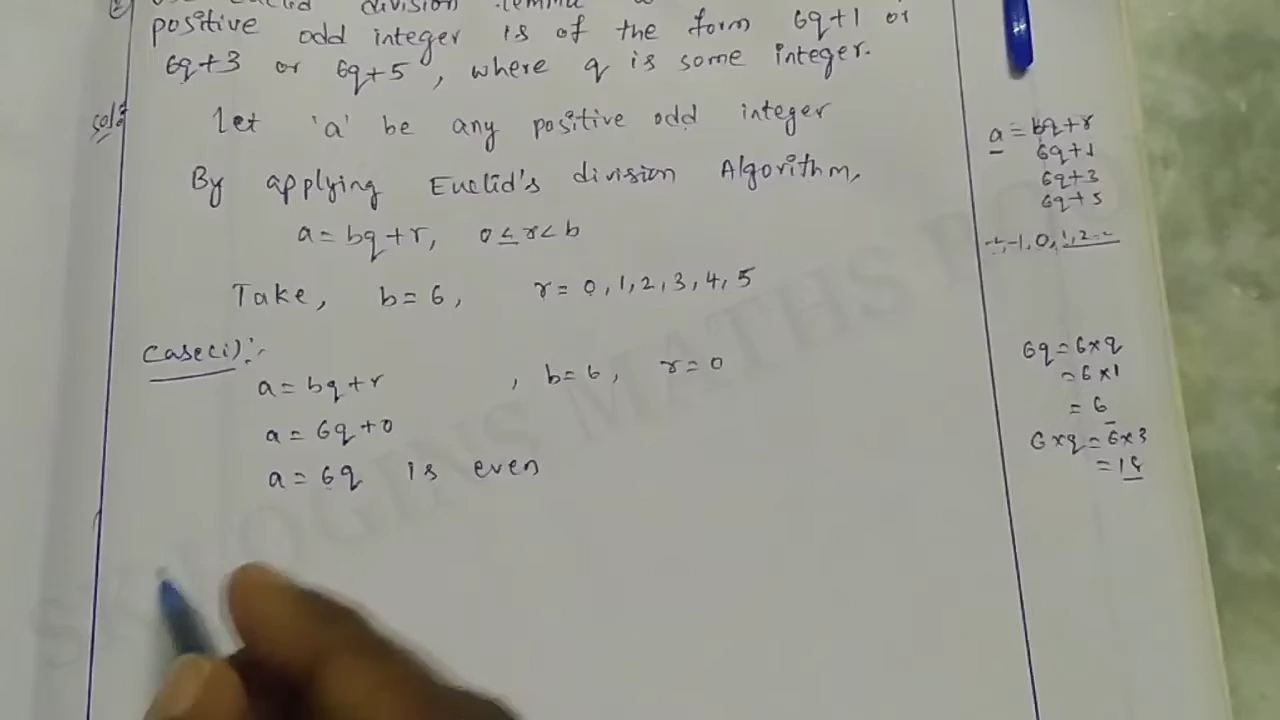 division
positive odd integer is of the form 6q+1 or
6q+3 or 6q+5, where q is some integer.
Let 'a' be any positive odd integer
By applying Euclid's division Algorithm,
a = bq+r, 0 ≤ r < b
Take, b = 6, r = 0, 1, 2, 3, 4, 5
Case(i):-
a = bq + r , b = 6, r = 0
a = 6q + 0
a = 6q is even
a = bq+r
6q+1
6q+3
6q+5
6q = 6×q
= 6×1
= 6
6×q = 6×3
= 18